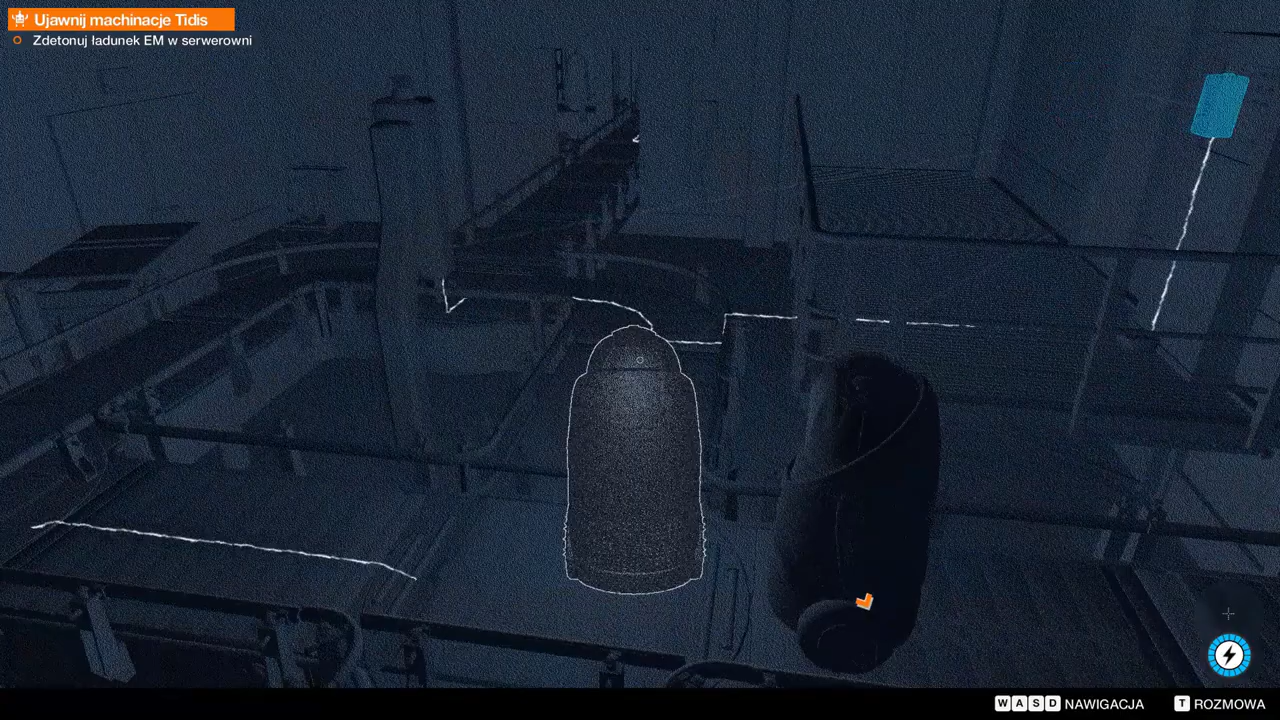 Ujawnij machinacje Tidis
Zdetonuj ładunek EM w serwerowni
W A S D NAWIGACJA T ROZMOWA